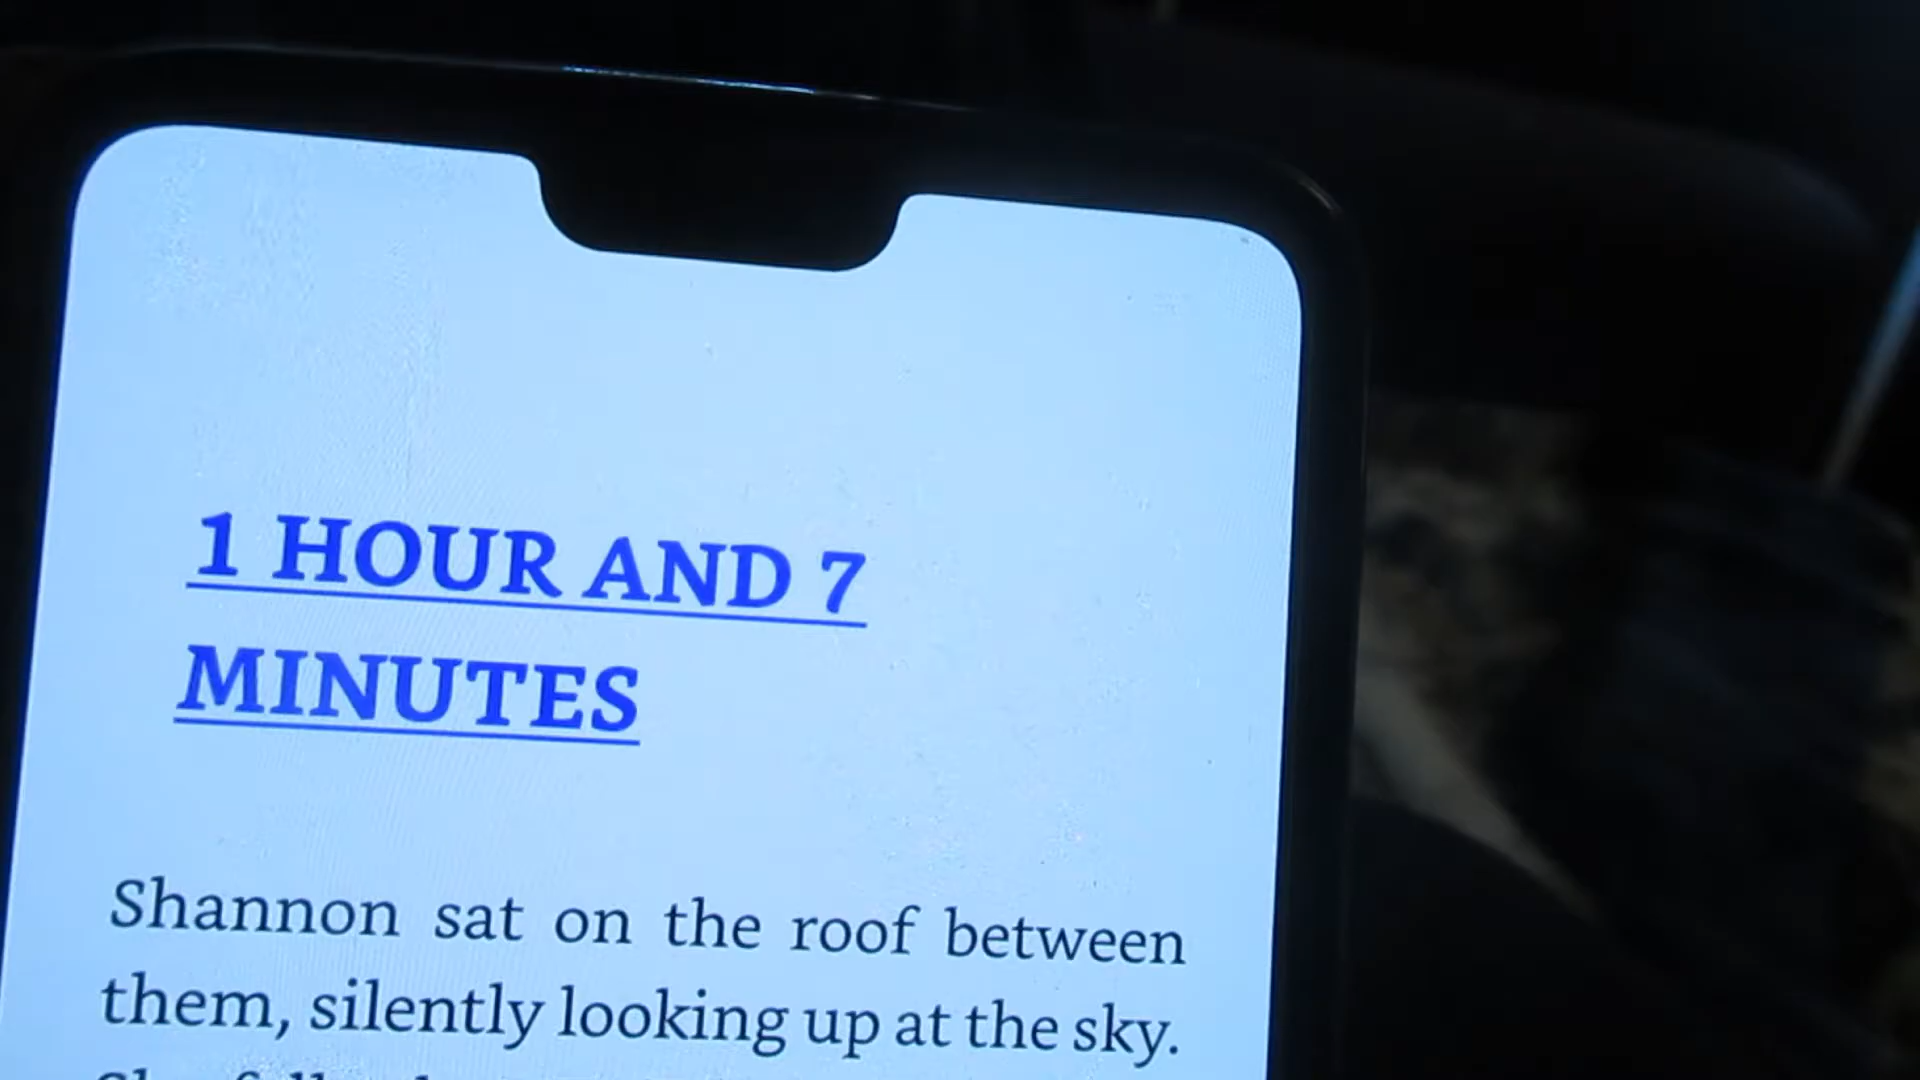 1 HOUR AND 7
MINUTES
Shannon sat on the roof between
them, silently looking up at the sky.